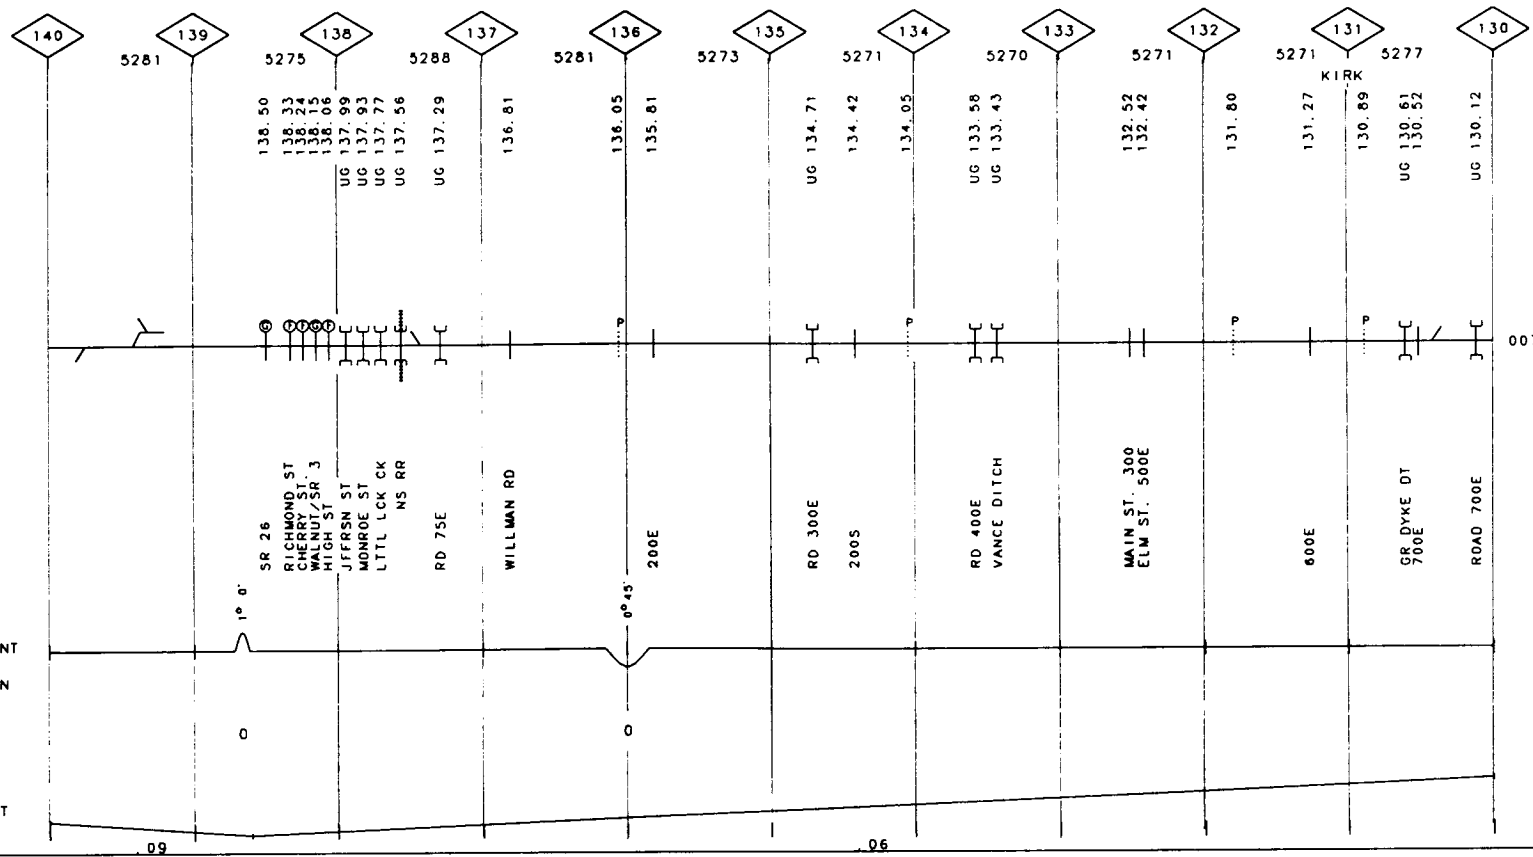 140
139
138
137
136
135
134
133
132
131
130
5281
5275
5288
5281
5273
5271
5270
5271
5271
5277
KIRK
138.50
138.33
138.24
138.15
138.06
UG 137.99
UG 137.93
UG 137.77
UG 137.56
UG 137.29
136.81
136.05
135.81
UG 134.71
134.42
134.05
UG 133.58
UG 133.43
132.52
132.42
131.80
131.27
130.89
UG 130.61
130.52
UG 130.12
G
F
F
G
F
P
P
P
P
00
SR 26
RICHMOND ST
CHERRY ST.
WALNUT/SR 3
HIGH ST
JFFRSN ST
MONROE ST
LTTL LCK CK
NS RR
RD 75E
WILLMAN RD
200E
RD 300E
200S
RD 400E
VANCE DITCH
MAIN ST. 300
ELM ST. 500E
600E
GR DYKE DT
700E
ROAD 700E
1° 0'
0° 45'
NT
N
0
0
T
.09
.06